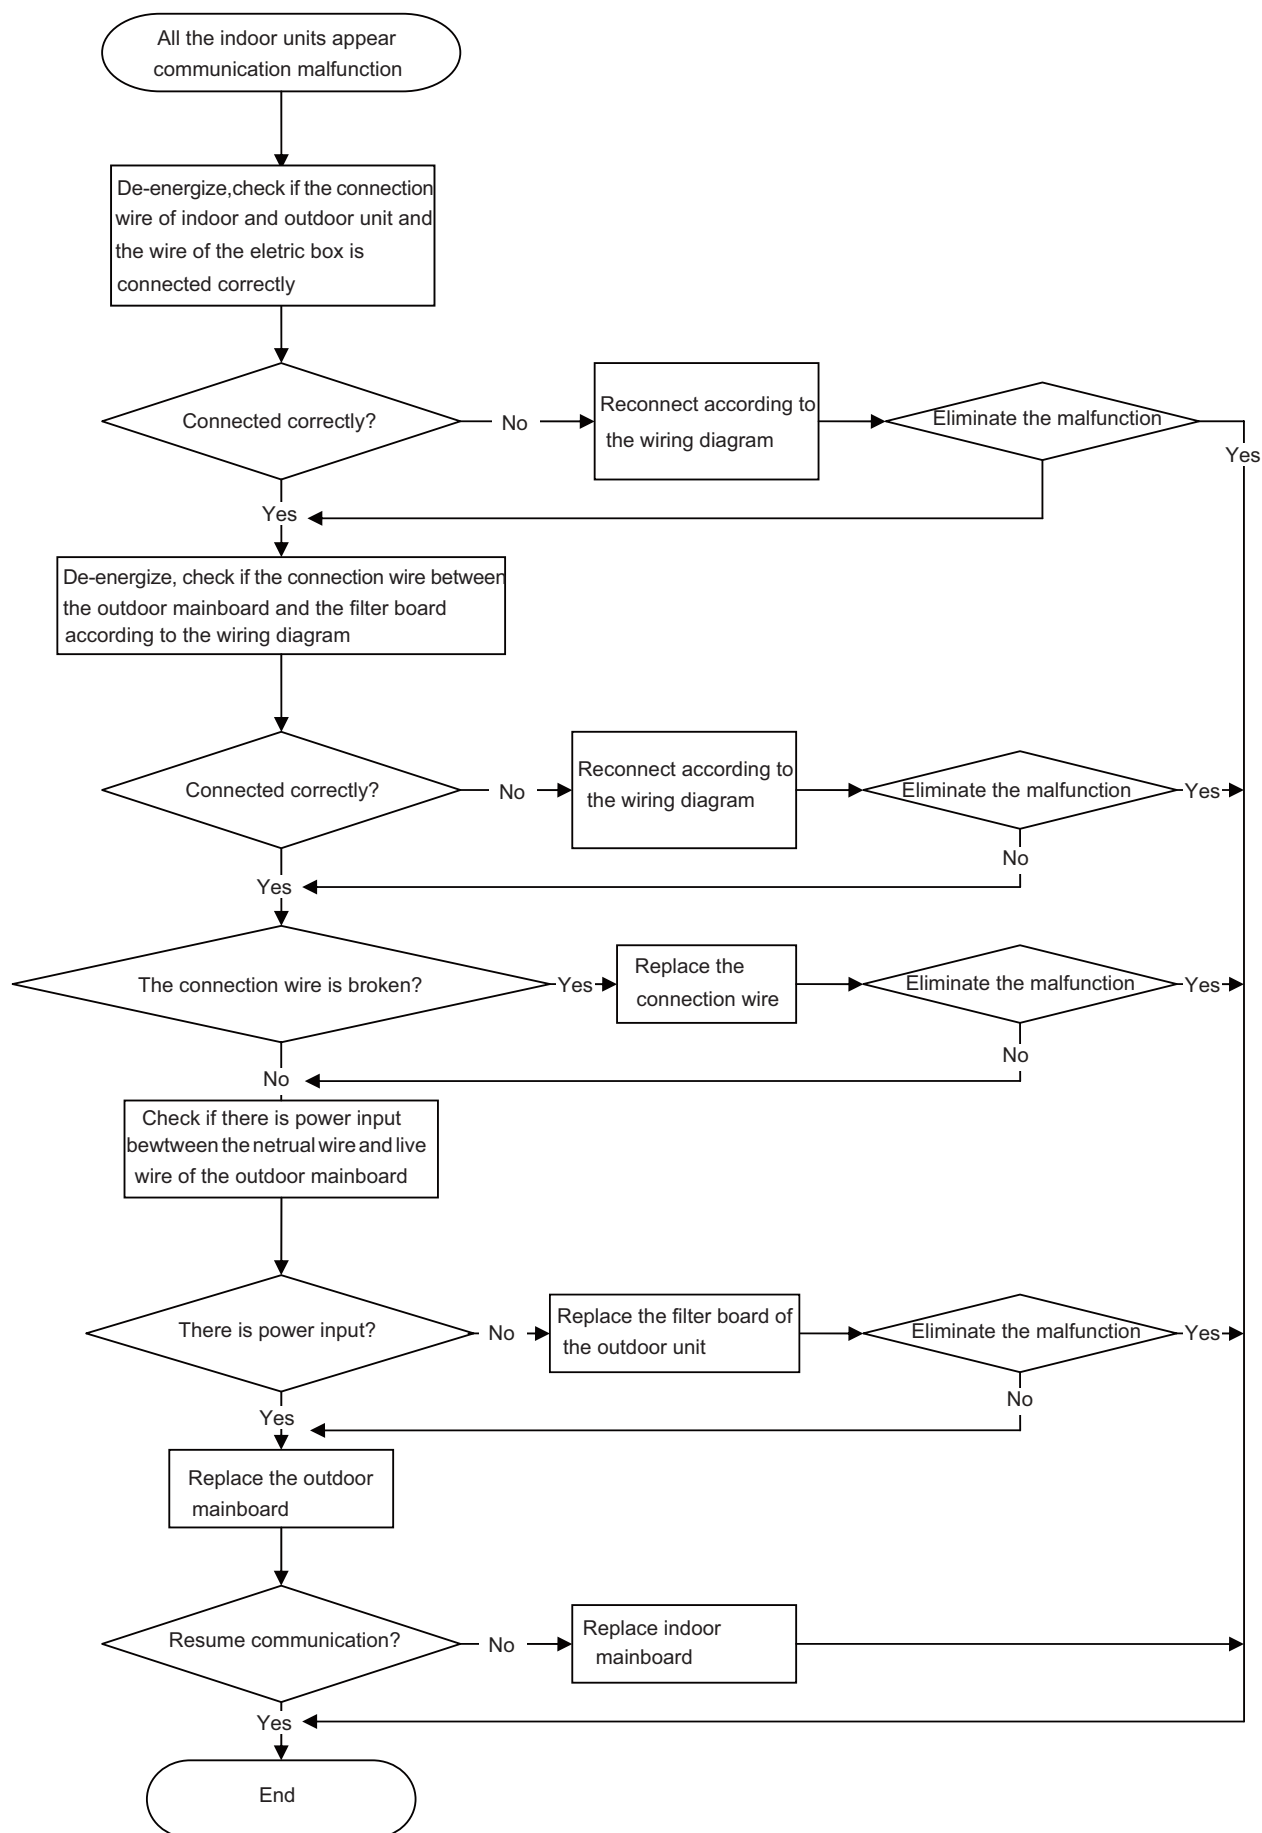 All the indoor units appear
communication malfunction
De-energize,check if the connection
wire of indoor and outdoor unit and
the wire of the eletric box is
connected correctly
Connected correctly?
No
Reconnect according to
the wiring diagram
Eliminate the malfunction
Yes
Yes
De-energize, check if the connection wire between
the outdoor mainboard and the filter board
according to the wiring diagram
Connected correctly?
No
Reconnect according to
the wiring diagram
Eliminate the malfunction
Yes
No
Yes
The connection wire is broken?
Yes
Replace the
connection wire
Eliminate the malfunction
Yes
No
No
Check if there is power input
bewtween the netrual wire and live
wire of the outdoor mainboard
There is power input?
No
Replace the filter board of
the outdoor unit
Eliminate the malfunction
Yes
No
Yes
Replace the outdoor
mainboard
Resume communication?
No
Replace indoor
mainboard
Yes
End